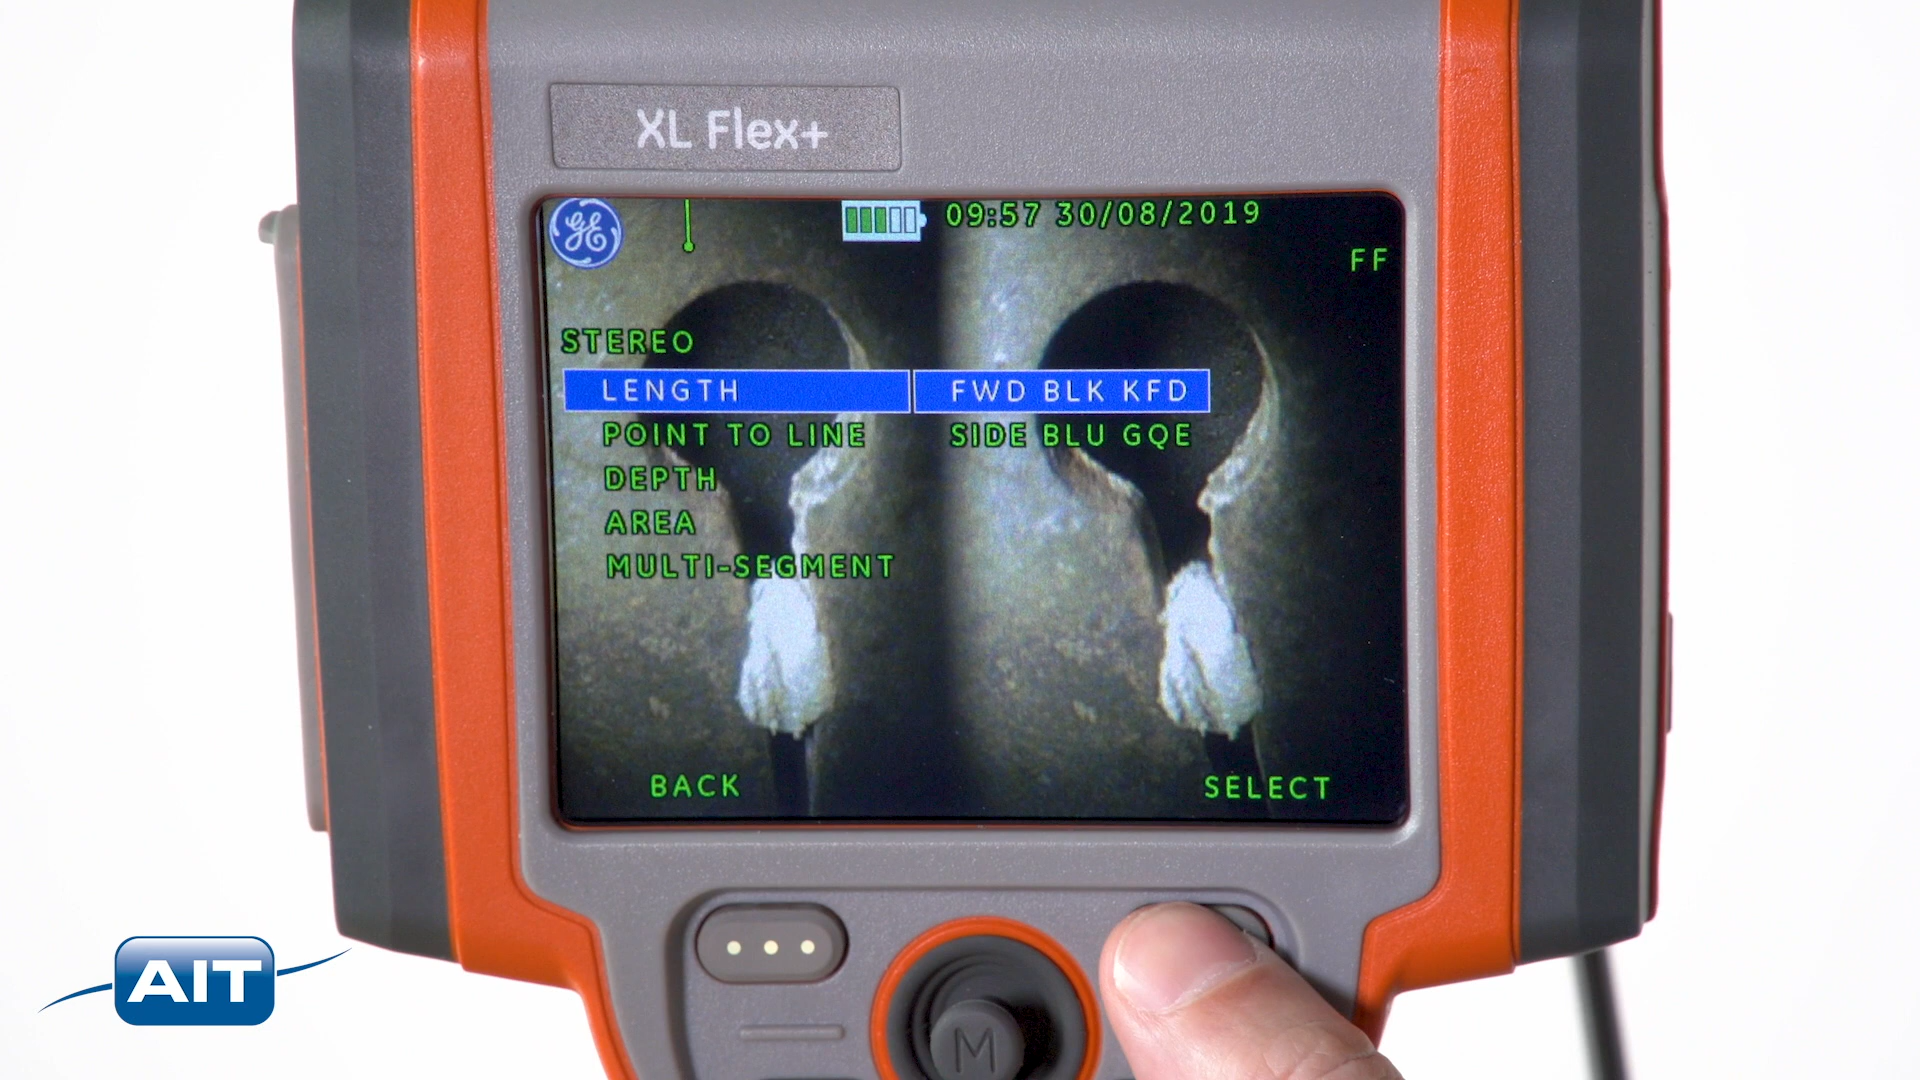 XL Flex+
GE
09:57 30/08/2019
FF
STEREO
LENGTH FWD BLK KFD
POINT TO LINE SIDE BLU GQE
DEPTH
AREA
MULTI-SEGMENT
BACK SELECT
M
AIT